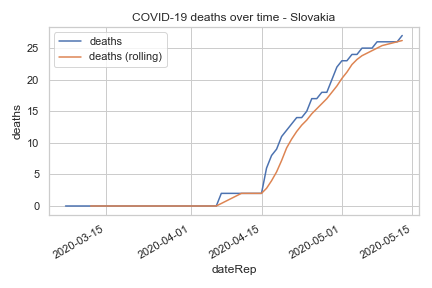 COVID-19 deaths over time - Slovakia
deaths
deaths (rolling)
25
20
15
10
5
0
deaths
2020-03-15
2020-04-01
2020-04-15
2020-05-01
2020-05-15
dateRep